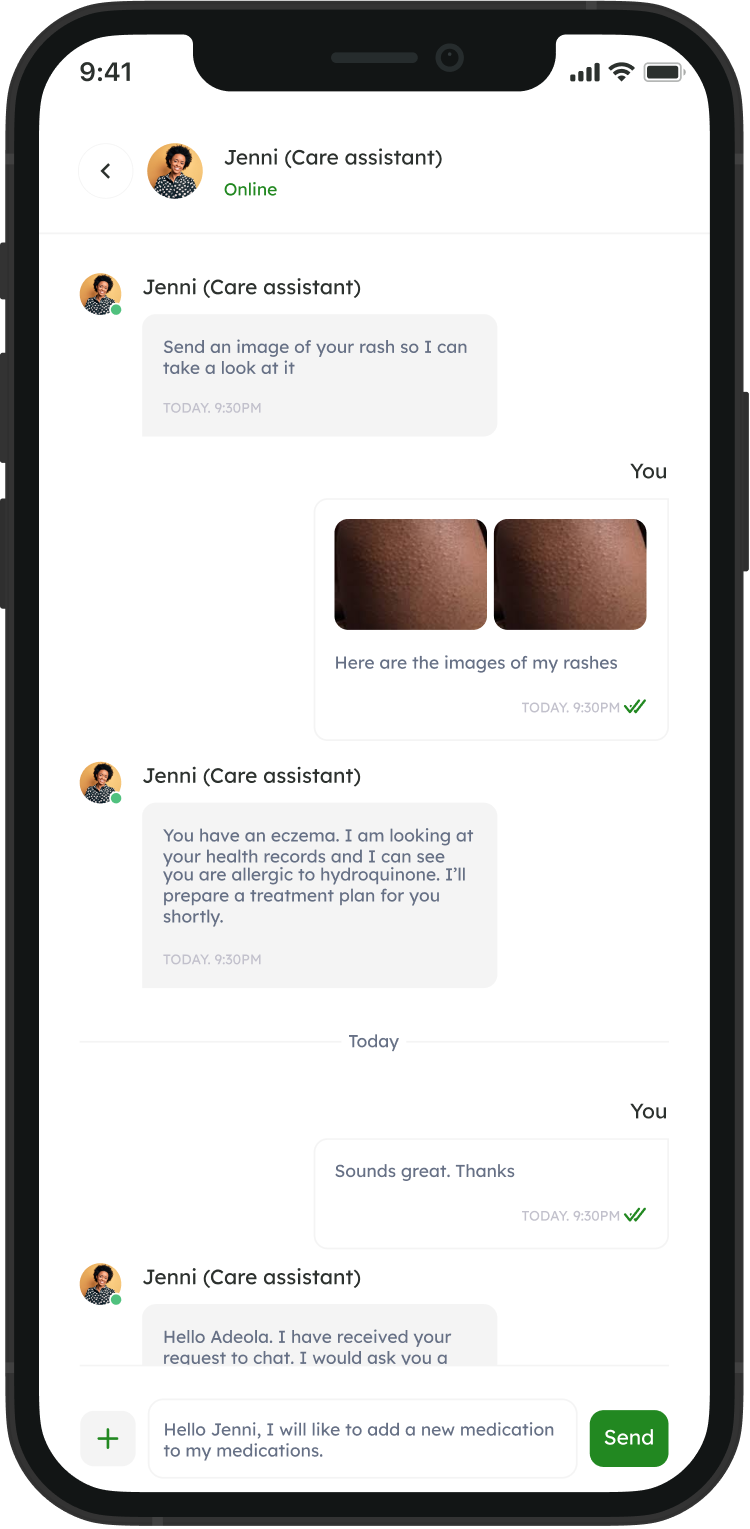 9:41
Jenni (Care assistant)
Online
Jenni (Care assistant)
Send an image of your rash so I can
take a look at it
TODAY. 9:30PM
You
Here are the images of my rashes
TODAY. 9:30PM
Jenni (Care assistant)
You have an eczema. I am looking at
your health records and I can see
you are allergic to hydroquinone. I’ll
prepare a treatment plan for you
shortly.
TODAY. 9:30PM
Today
You
Sounds great. Thanks
TODAY. 9:30PM
Jenni (Care assistant)
Hello Adeola. I have received your
request to chat. I would ask you a
Hello Jenni, I will like to add a new medication
to my medications.
Send